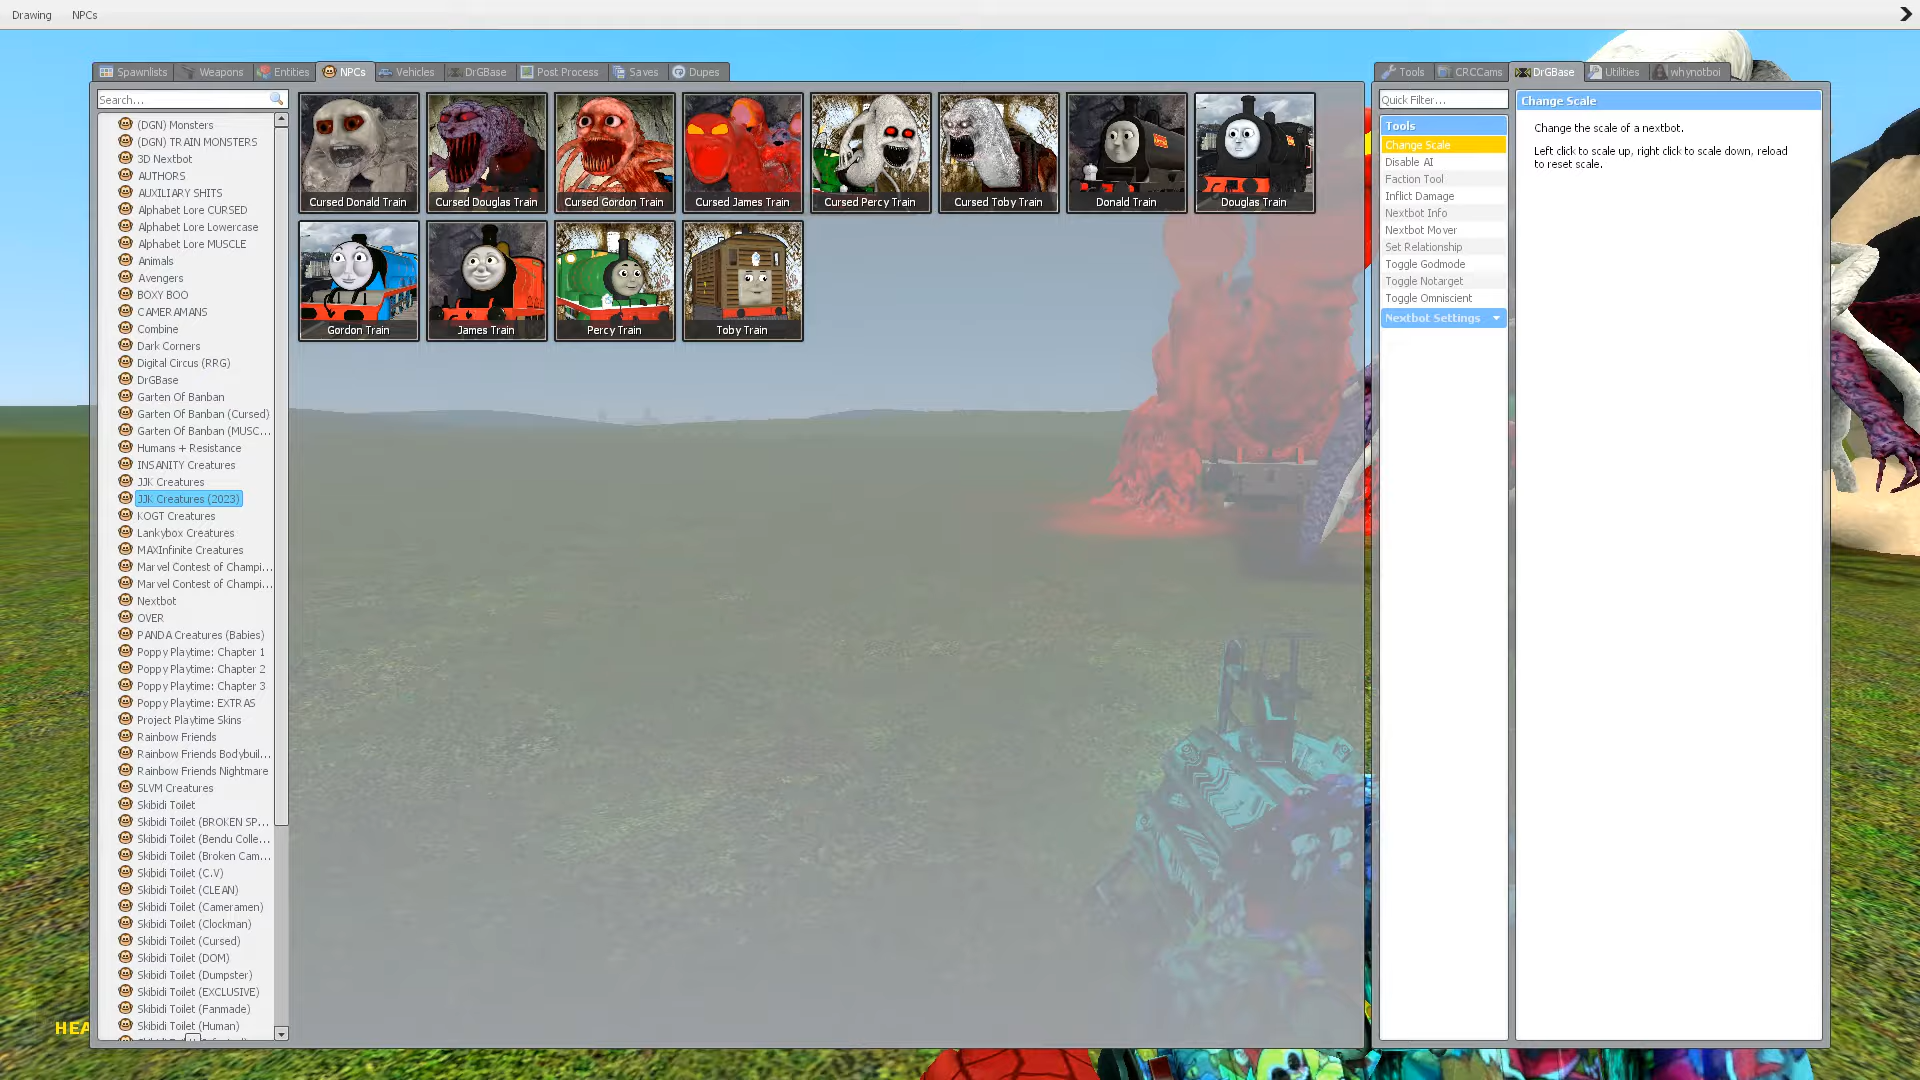 Drawing NPCs
Spawnlists Weapons Entities NPCs Vehicles DrGBase Post Process Saves Dupes
Tools CRCCams DrGBase Utilities whynotboi
Search...
(DGN) Monsters
(DGN) TRAIN MONSTERS
3D Nextbot
AUTHORS
AUXILIARY SHITS
Alphabet Lore CURSED
Alphabet Lore Lowercase
Alphabet Lore MUSCLE
Animals
Avengers
BOXY BOO
CAMERAMANS
Combine
Dark Corners
Digital Circus (RRG)
DrGBase
Garten Of Banban
Garten Of Banban (Cursed)
Garten Of Banban (MUSC...
Humans + Resistance
INSANITY Creatures
JJK Creatures
JJK Creatures (2023)
KOGT Creatures
Lankybox Creatures
MAXInfinite Creatures
Marvel Contest of Champi...
Marvel Contest of Champi...
Nextbot
OVER
PANDA Creatures (Babies)
Poppy Playtime: Chapter 1
Poppy Playtime: Chapter 2
Poppy Playtime: Chapter 3
Poppy Playtime: EXTRAS
Project Playtime Skins
Rainbow Friends
Rainbow Friends Bodybuil...
Rainbow Friends Nightmare
SLVM Creatures
Skibidi Toilet
Skibidi Toilet (BROKEN SP...
Skibidi Toilet (Bendu Colle...
Skibidi Toilet (Broken Cam...
Skibidi Toilet (C.V)
Skibidi Toilet (CLEAN)
Skibidi Toilet (Cameramen)
Skibidi Toilet (Clockman)
Skibidi Toilet (Cursed)
Skibidi Toilet (DOM)
Skibidi Toilet (Dumpster)
Skibidi Toilet (EXCLUSIVE)
Skibidi Toilet (Fanmade)
Skibidi Toilet (Human)
HEA
Cursed Donald Train Cursed Douglas Train Cursed Gordon Train Cursed James Train Cursed Percy Train Cursed Toby Train Donald Train Douglas Train
Gordon Train James Train Percy Train Toby Train
Quick Filter...
Tools
Change Scale
Disable AI
Faction Tool
Inflict Damage
Nextbot Info
Nextbot Mover
Set Relationship
Toggle Godmode
Toggle Notarget
Toggle Omniscient
Nextbot Settings
Change Scale
Change the scale of a nextbot.
Left click to scale up, right click to scale down, reload
to reset scale.